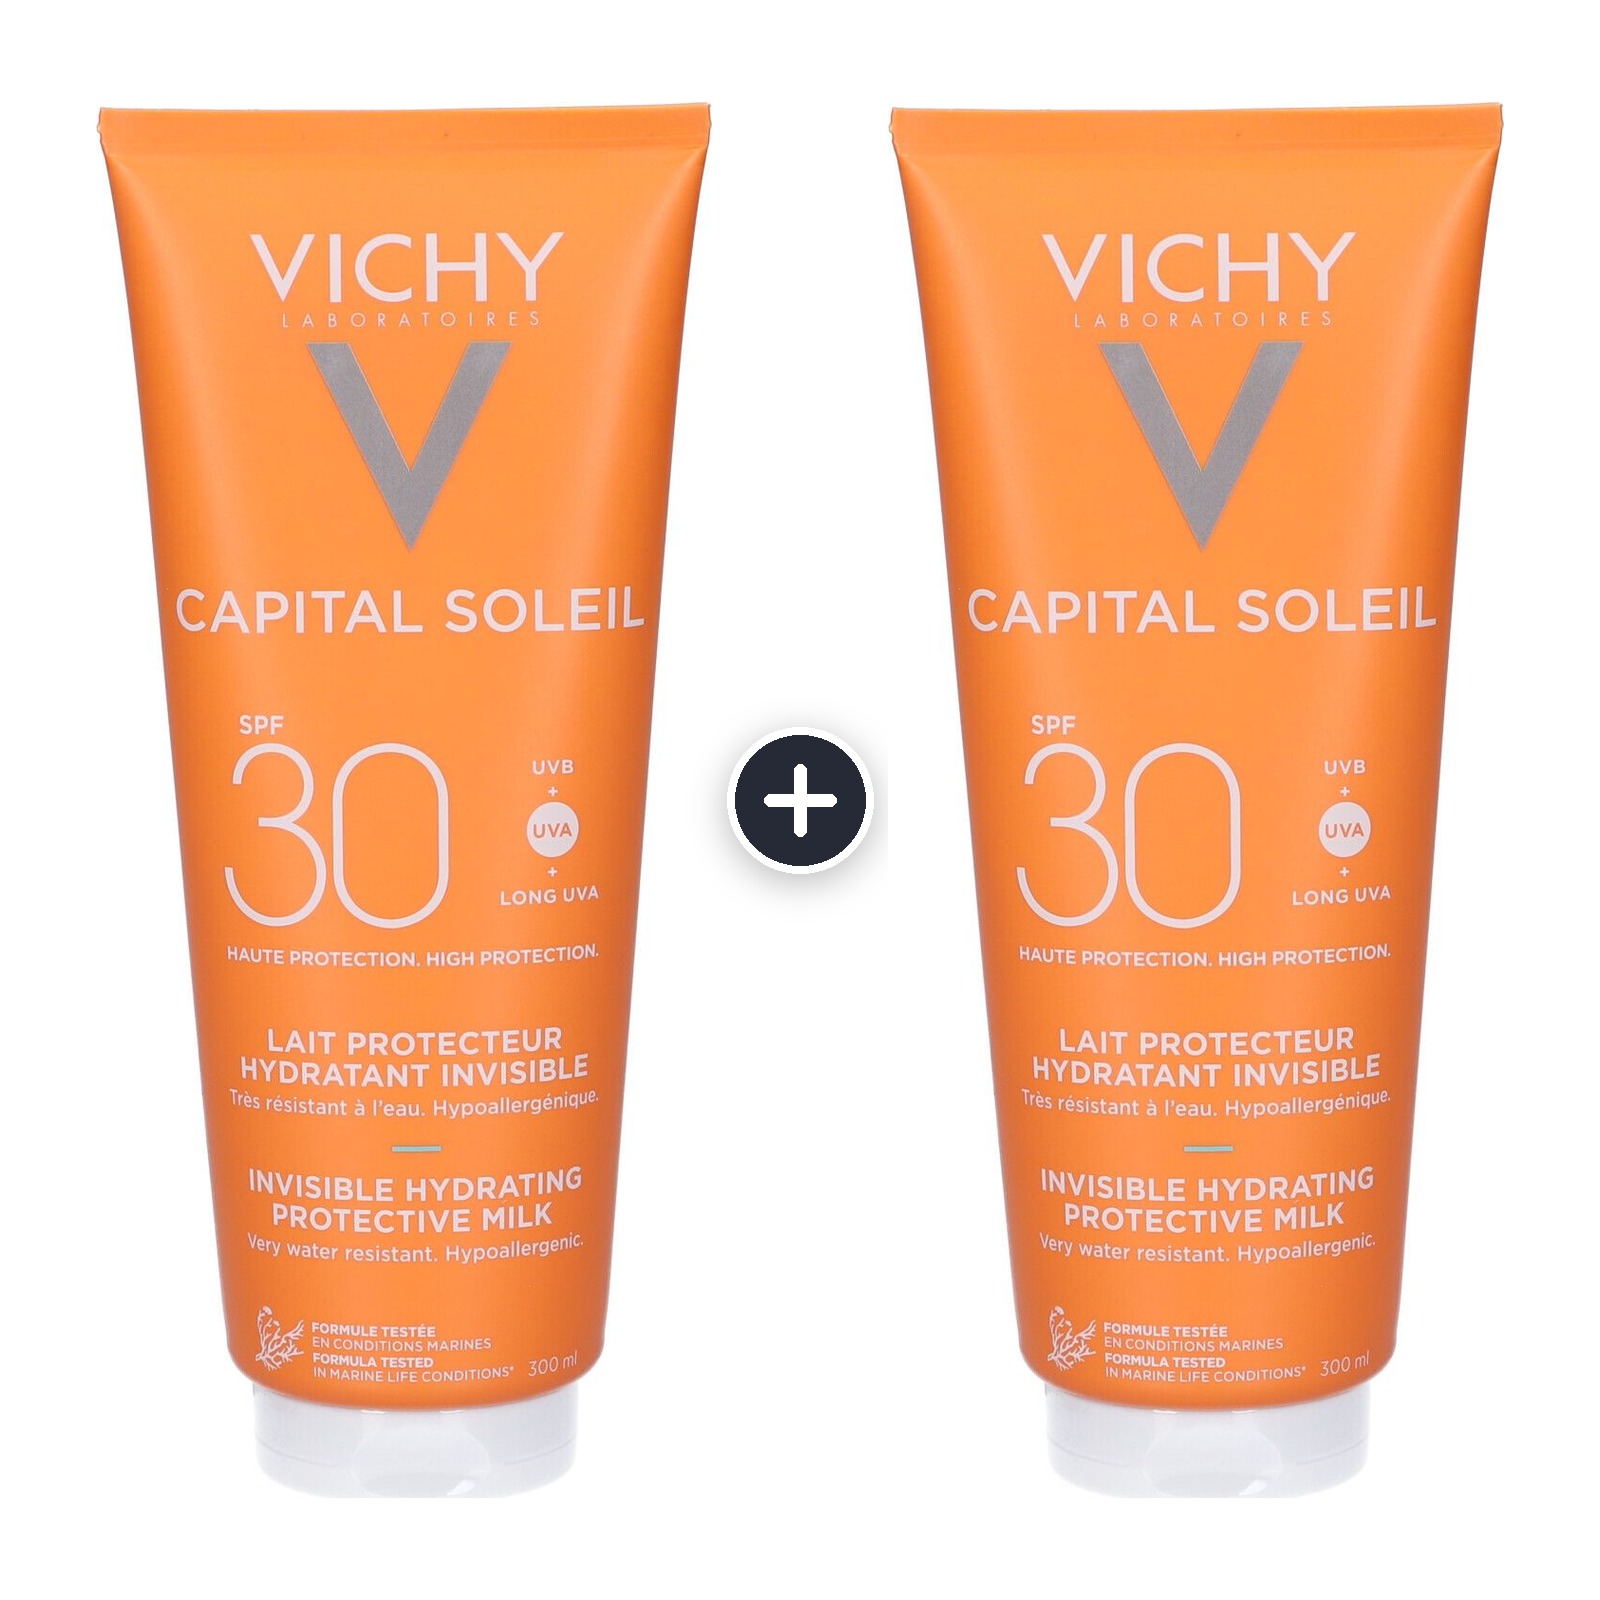 VICHY
LABORATOIRES
CAPITAL SOLEIL
SPF
30
UVB
+
UVA
+
LONG UVA
HAUTE PROTECTION. HIGH PROTECTION.
LAIT PROTECTEUR
HYDRATANT INVISIBLE
Très résistant à l'eau. Hypoallergénique.
INVISIBLE HYDRATING
PROTECTIVE MILK
Very water resistant. Hypoallergenic.
FORMULE TESTÉE
EN CONDITIONS MARINES
FORMULA TESTED
IN MARINE LIFE CONDITIONS*
300 ml
VICHY
LABORATOIRES
CAPITAL SOLEIL
SPF
30
UVB
+
UVA
+
LONG UVA
HAUTE PROTECTION. HIGH PROTECTION.
LAIT PROTECTEUR
HYDRATANT INVISIBLE
Très résistant à l'eau. Hypoallergénique.
INVISIBLE HYDRATING
PROTECTIVE MILK
Very water resistant. Hypoallergenic.
FORMULE TESTÉE
EN CONDITIONS MARINES
FORMULA TESTED
IN MARINE LIFE CONDITIONS*
300 ml